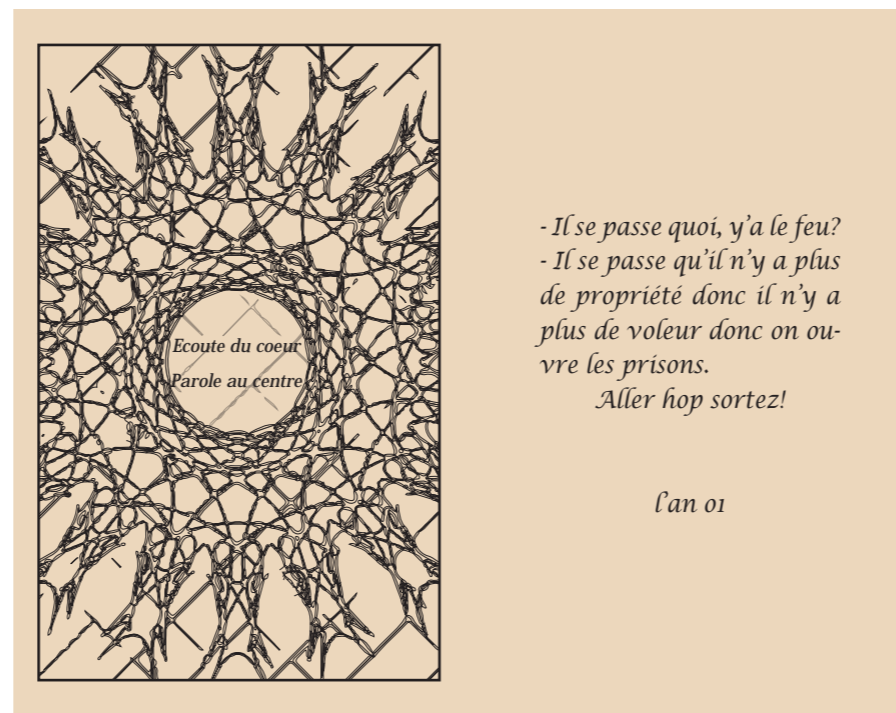 Ecoute du coeur
Parole au centre
- Il se passe quoi, y'a le feu?
- Il se passe qu'il n'y a plus
de propriété donc il n'y a
plus de voleur donc on ou-
vre les prisons.
Aller hop sortez!
l'an 01